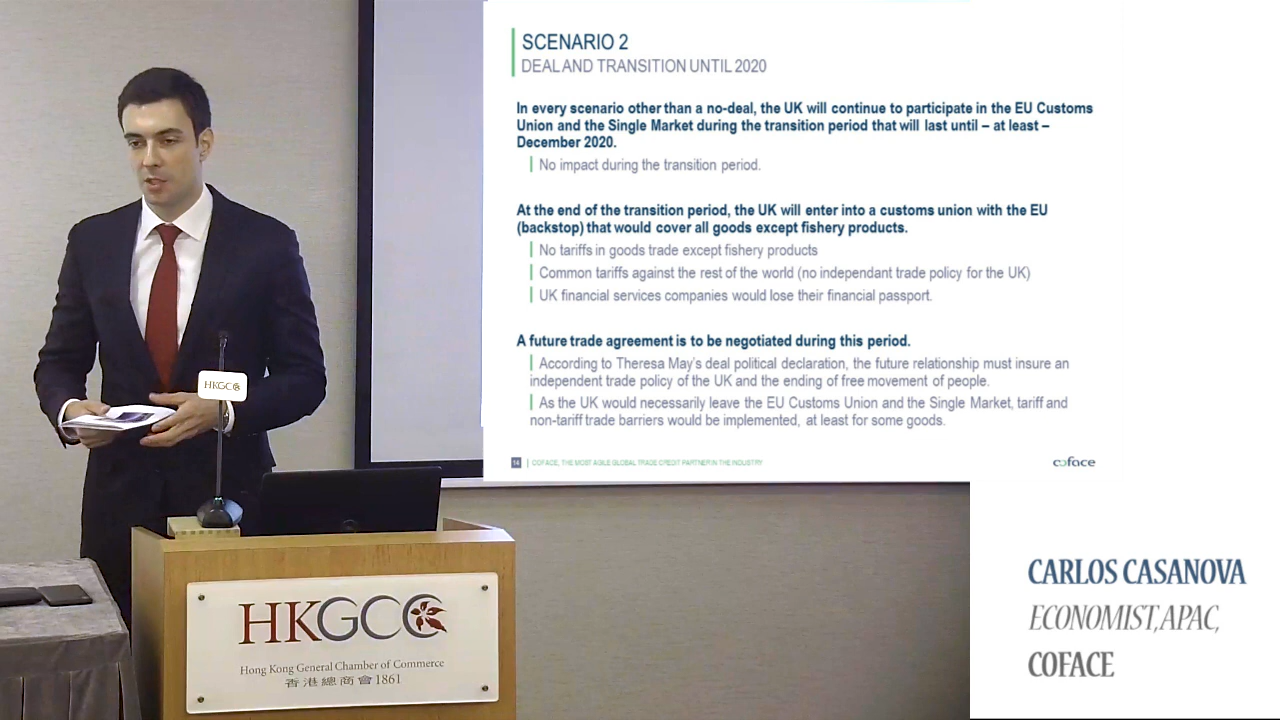 SCENARIO 2
DEAL AND TRANSITION UNTIL 2020
In every scenario other than a no-deal, the UK will continue to participate in the EU Customs
Union and the Single Market during the transition period that will last until – at least –
December 2020.
No impact during the transition period.
At the end of the transition period, the UK will enter into a customs union with the EU
(backstop) that would cover all goods except fishery products.
No tariffs in goods trade except fishery products
Common tariffs against the rest of the world (no independant trade policy for the UK)
UK financial services companies would lose their financial passport.
A future trade agreement is to be negotiated during this period.
According to Theresa May's deal political declaration, the future relationship must insure an
independent trade policy of the UK and the ending of free movement of people.
As the UK would necessarily leave the EU Customs Union and the Single Market, tariff and
non-tariff trade barriers would be implemented, at least for some goods.
14 COFACE, THE MOST AGILE GLOBAL TRADE CREDIT PARTNER IN THE INDUSTRY
coface
HKGCC
HKGCC
Hong Kong General Chamber of Commerce
香港總商會1861
CARLOS CASANOVA
ECONOMIST, APAC,
COFACE